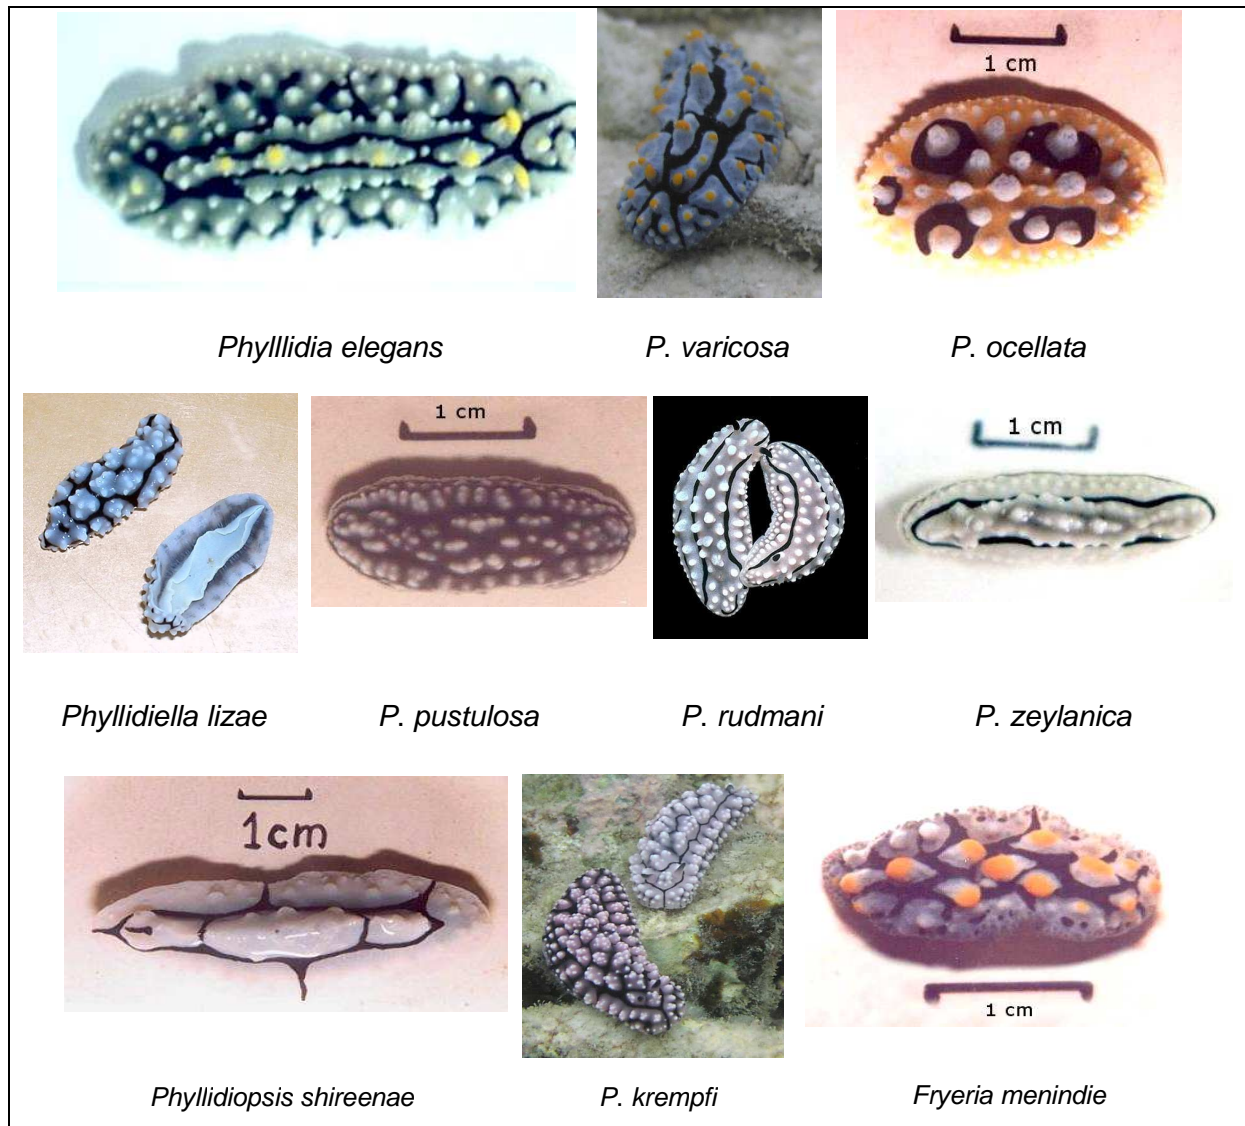 1 cm
Phylllidia elegans
P. varicosa
P. ocellata
1 cm
1 cm
Phyllidiella lizae
P. pustulosa
P. rudmani
P. zeylanica
1cm
1 cm
Phyllidiopsis shireenae
P. krempfi
Fryeria menindie